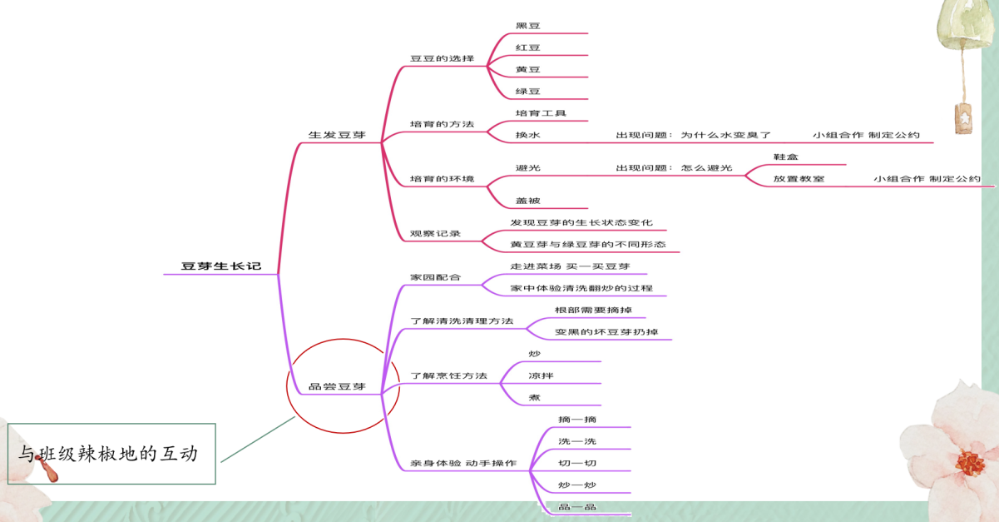 黑豆
红豆
豆豆的选择
黄豆
绿豆
培育工具
培育的方法
生发豆芽
换水 出现问题：为什么水变臭了 小组合作 制定公约
鞋盒
避光 出现问题：怎么避光
培育的环境
放置教室 小组合作 制定公约
盖被
发现豆芽的生长状态变化
观察记录
黄豆芽与绿豆芽的不同形态
豆芽生长记
走进菜场 买一买豆芽
家园配合
家中体验清洗翻炒的过程
根部需要摘掉
了解清洗清理方法
变黑的坏豆芽扔掉
炒
了解烹饪方法
凉拌
品尝豆芽
煮
摘一摘
洗一洗
亲身体验 动手操作
切一切
炒一炒
品一品
与班级辣椒地的互动